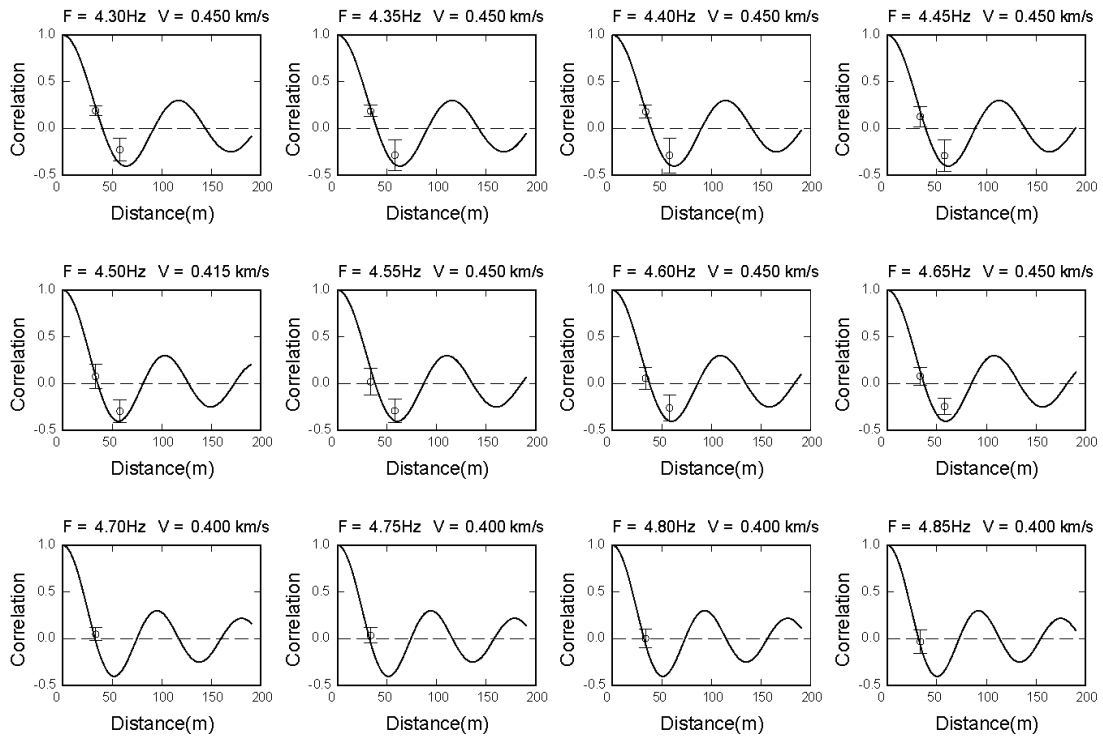 F = 4.30Hz V = 0.450 km/s
F = 4.35Hz V = 0.450 km/s
F = 4.40Hz V = 0.450 km/s
F = 4.45Hz V = 0.450 km/s
Correlation
1.0
0.5
0.0
-0.5
0 50 100 150 200
Distance(m)
Correlation
1.0
0.5
0.0
-0.5
0 50 100 150 200
Distance(m)
Correlation
1.0
0.5
0.0
-0.5
0 50 100 150 200
Distance(m)
Correlation
1.0
0.5
0.0
-0.5
0 50 100 150 200
Distance(m)
F = 4.50Hz V = 0.415 km/s
F = 4.55Hz V = 0.450 km/s
F = 4.60Hz V = 0.450 km/s
F = 4.65Hz V = 0.450 km/s
Correlation
1.0
0.5
0.0
-0.5
0 50 100 150 200
Distance(m)
Correlation
1.0
0.5
0.0
-0.5
0 50 100 150 200
Distance(m)
Correlation
1.0
0.5
0.0
-0.5
0 50 100 150 200
Distance(m)
Correlation
1.0
0.5
0.0
-0.5
0 50 100 150 200
Distance(m)
F = 4.70Hz V = 0.400 km/s
F = 4.75Hz V = 0.400 km/s
F = 4.80Hz V = 0.400 km/s
F = 4.85Hz V = 0.400 km/s
Correlation
1.0
0.5
0.0
-0.5
0 50 100 150 200
Distance(m)
Correlation
1.0
0.5
0.0
-0.5
0 50 100 150 200
Distance(m)
Correlation
1.0
0.5
0.0
-0.5
0 50 100 150 200
Distance(m)
Correlation
1.0
0.5
0.0
-0.5
0 50 100 150 200
Distance(m)